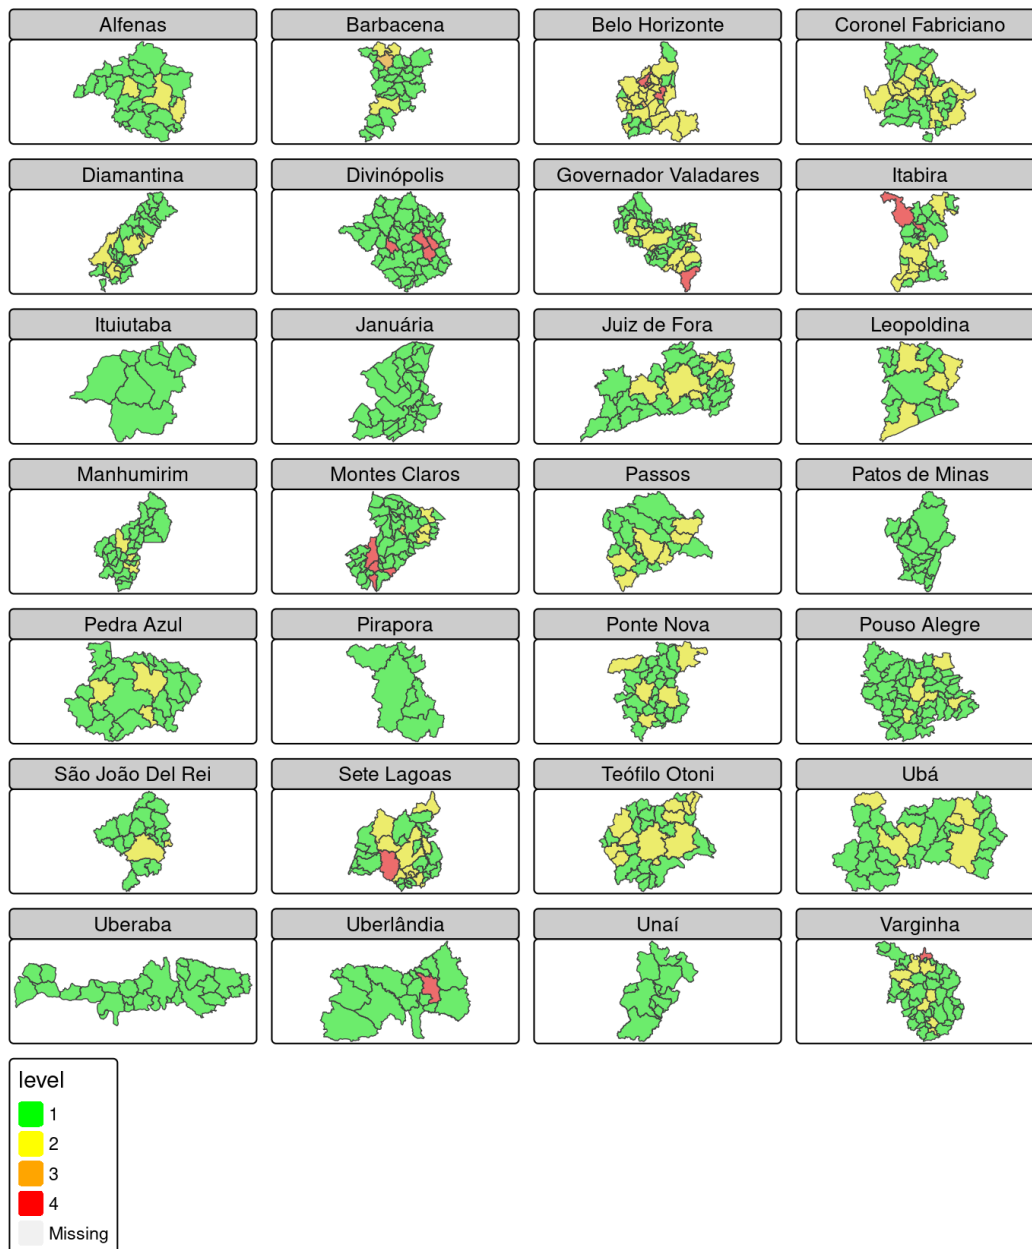 Alfenas
Barbacena
Belo Horizonte
Coronel Fabriciano
Diamantina
Divinópolis
Governador Valadares
Itabira
Ituiutaba
Januária
Juiz de Fora
Leopoldina
Manhumirim
Montes Claros
Passos
Patos de Minas
Pedra Azul
Pirapora
Ponte Nova
Pouso Alegre
São João Del Rei
Sete Lagoas
Teófilo Otoni
Ubá
Uberaba
Uberlândia
Unaí
Varginha
level
1
2
3
4
Missing